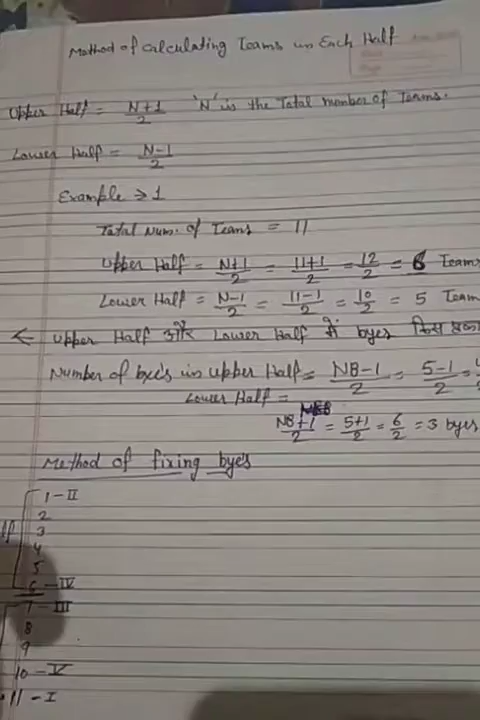 Method of Calculating Teams in Each Half
Upper Half = N+1/2 'N' is the Total nomber of Teams.
Lower Half = N-1/2
Example → 1
Total Num. of Teams = 11
Upper Half = N+1/2 = 11+1/2 = 12/2 = 6 Teams
Lower Half = N-1/2 = 11-1/2 = 10/2 = 5 Team
← Upper Half और Lower Half में byes किस
Number of bye's in Upper Half = NB-1/2 = 5-1/2 =
Lower Half =
NB+1/2 = 5+1/2 = 6/2 = 3 byes
Method of fixing bye's
1 - II
2
3
4
5
6 - IV
7 - III
8
9
10 - V
11 - I